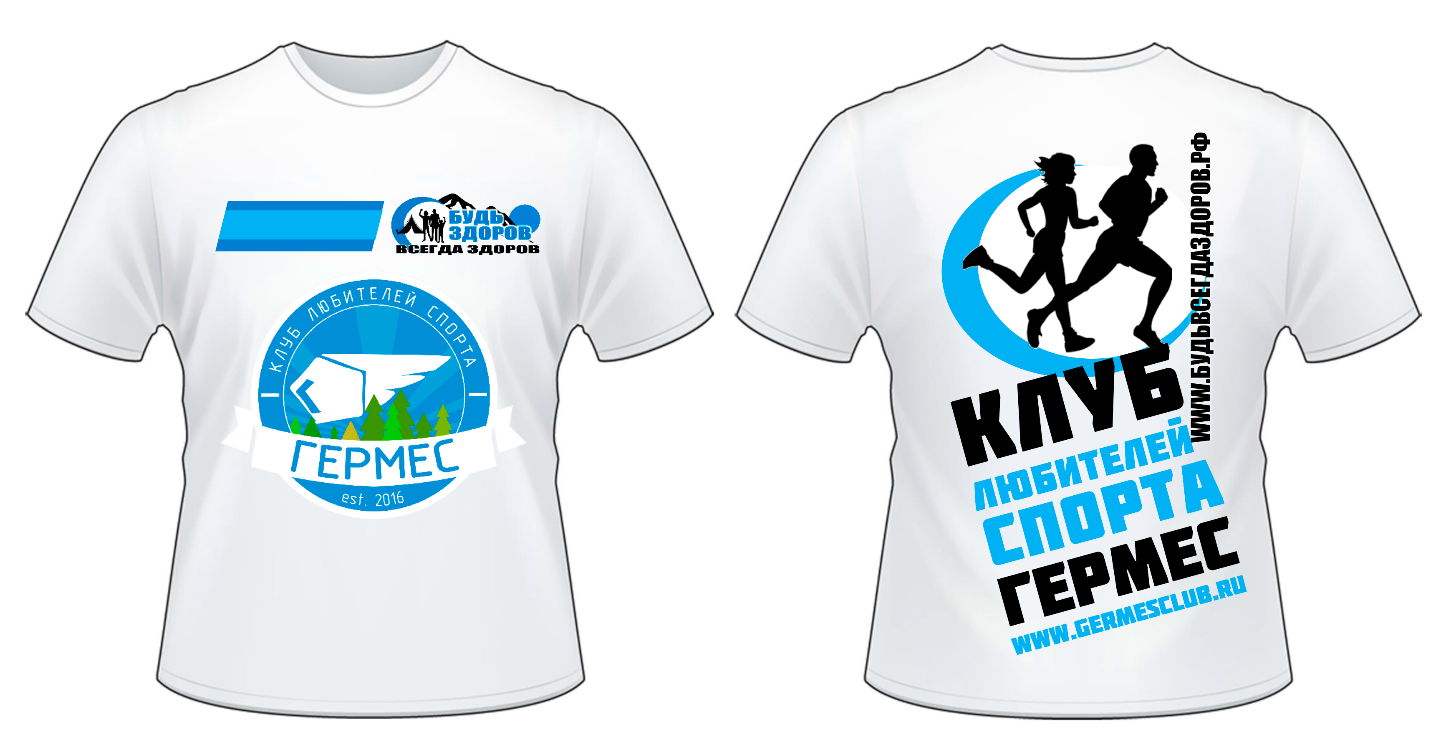 БУДЬ
ЗДОРОВ
ВСЕГДА ЗДОРОВ
КЛУБ ЛЮБИТЕЛЕЙ СПОРТА
ГЕРМЕС
est. 2016
WWW.БУДЬВСЕГДАЗДОРОВ.РФ
КЛУБ
ЛЮБИТЕЛЕЙ
СПОРТА
ГЕРМЕС
WWW.GERMESCLUB.RU